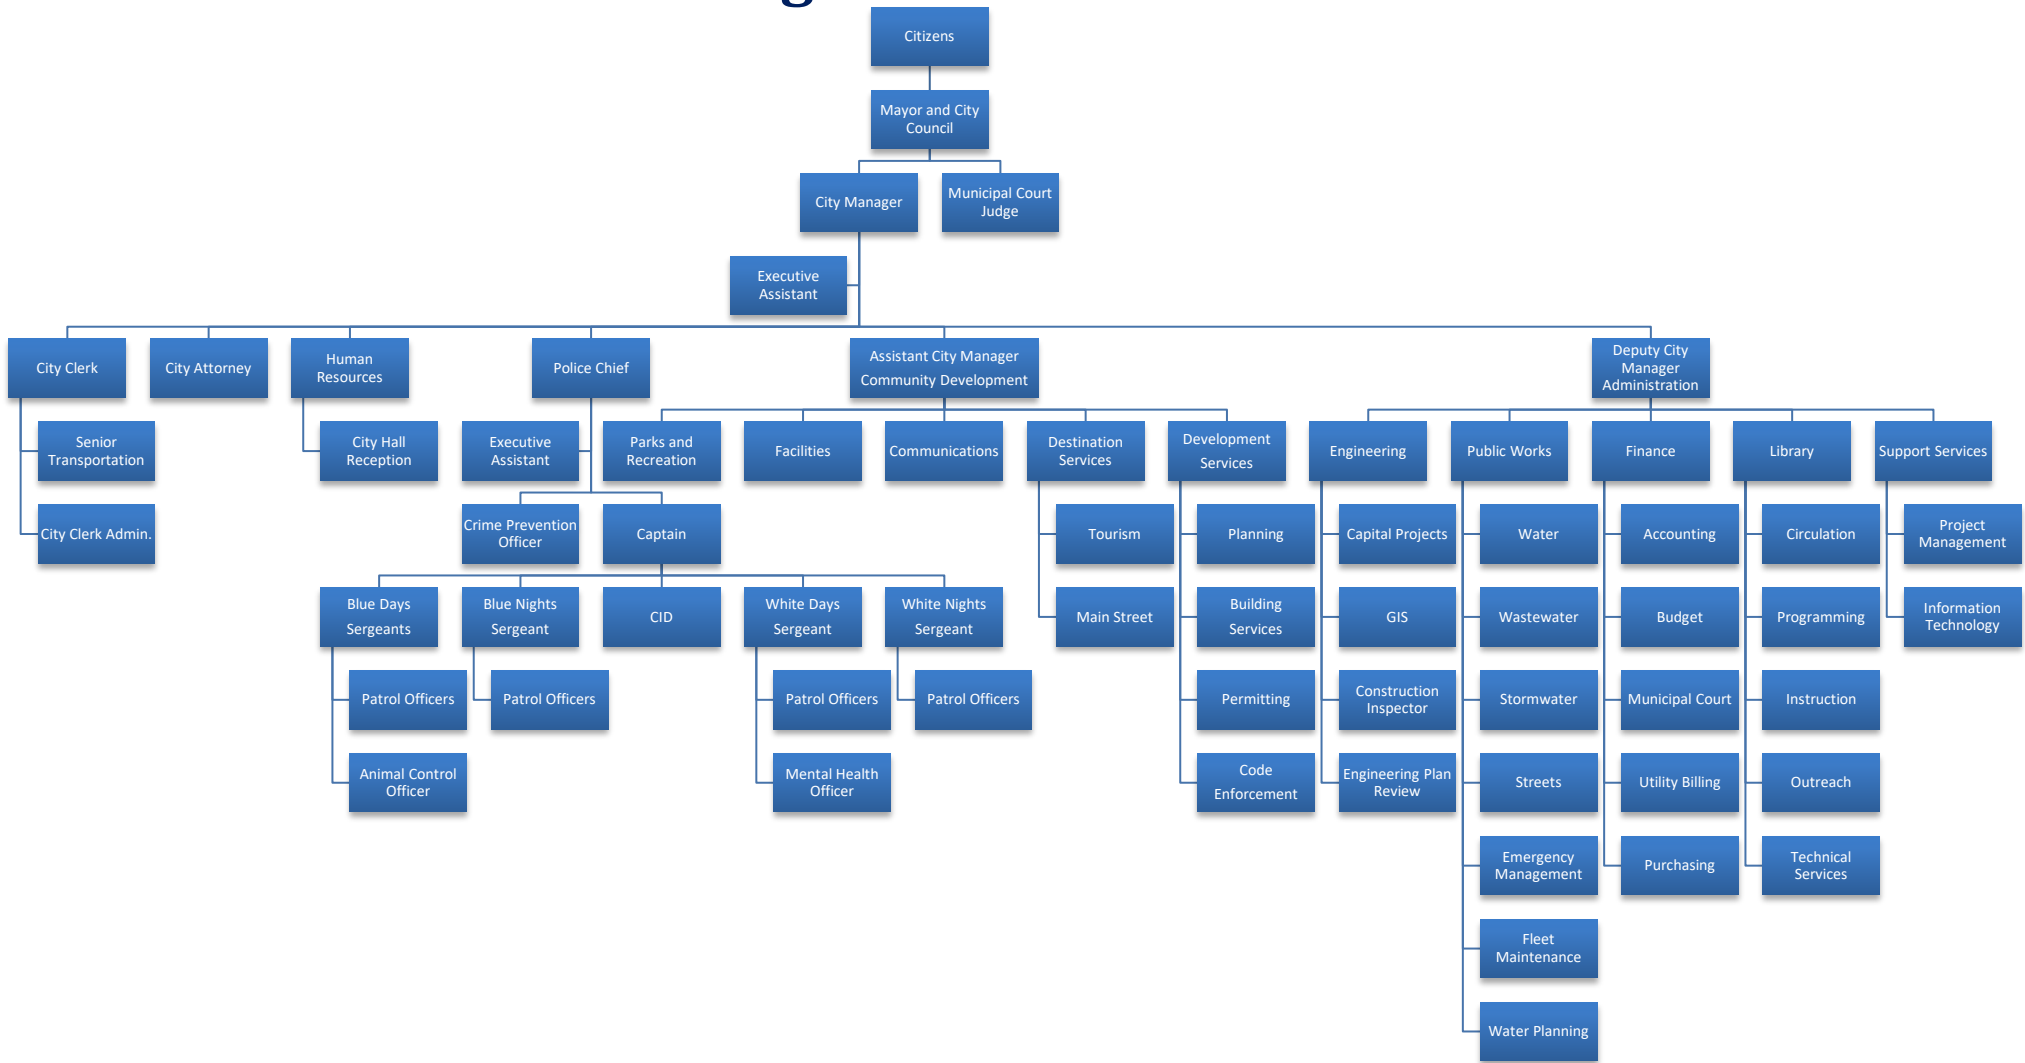 Citizens
Mayor and City
Council
City Manager
Municipal Court
Judge
Executive
Assistant
City Clerk
City Attorney
Human
Resources
Police Chief
Assistant City Manager
Community Development
Deputy City
Manager
Administration
Senior
Transportation
City Hall
Reception
Executive
Assistant
Parks and
Recreation
Facilities
Communications
Destination
Services
Development
Services
Engineering
Public Works
Finance
Library
Support Services
City Clerk Admin.
Crime Prevention
Officer
Captain
Tourism
Planning
Capital Projects
Water
Accounting
Circulation
Project
Management
Blue Days
Sergeants
Blue Nights
Sergeant
CID
White Days
Sergeant
White Nights
Sergeant
Main Street
Building
Services
GIS
Wastewater
Budget
Programming
Information
Technology
Patrol Officers
Patrol Officers
Patrol Officers
Patrol Officers
Permitting
Construction
Inspector
Stormwater
Municipal Court
Instruction
Animal Control
Officer
Mental Health
Officer
Code
Enforcement
Engineering Plan
Review
Streets
Utility Billing
Outreach
Emergency
Management
Purchasing
Technical
Services
Fleet
Maintenance
Water Planning